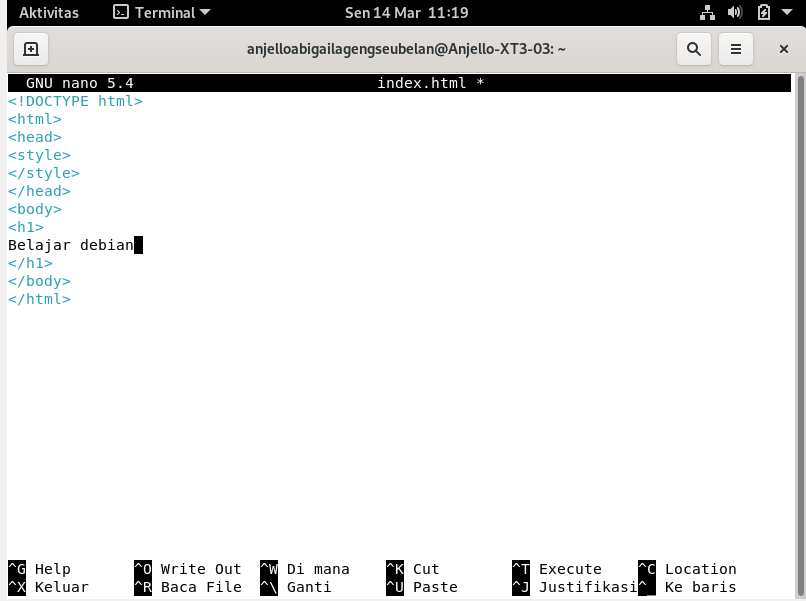 Aktivitas Terminal Sen 14 Mar 11:19
anjelloabigailagengseubelan@Anjello-XT3-03: ~
GNU nano 5.4 index.html *
<!DOCTYPE html>
<html>
<head>
<style>
</style>
</head>
<body>
<h1>
Belajar debian
</h1>
</body>
</html>
^G Help ^O Write Out ^W Di mana ^K Cut ^T Execute ^C Location
^X Keluar ^R Baca File ^\ Ganti ^U Paste ^J Justifikasi ^_ Ke baris